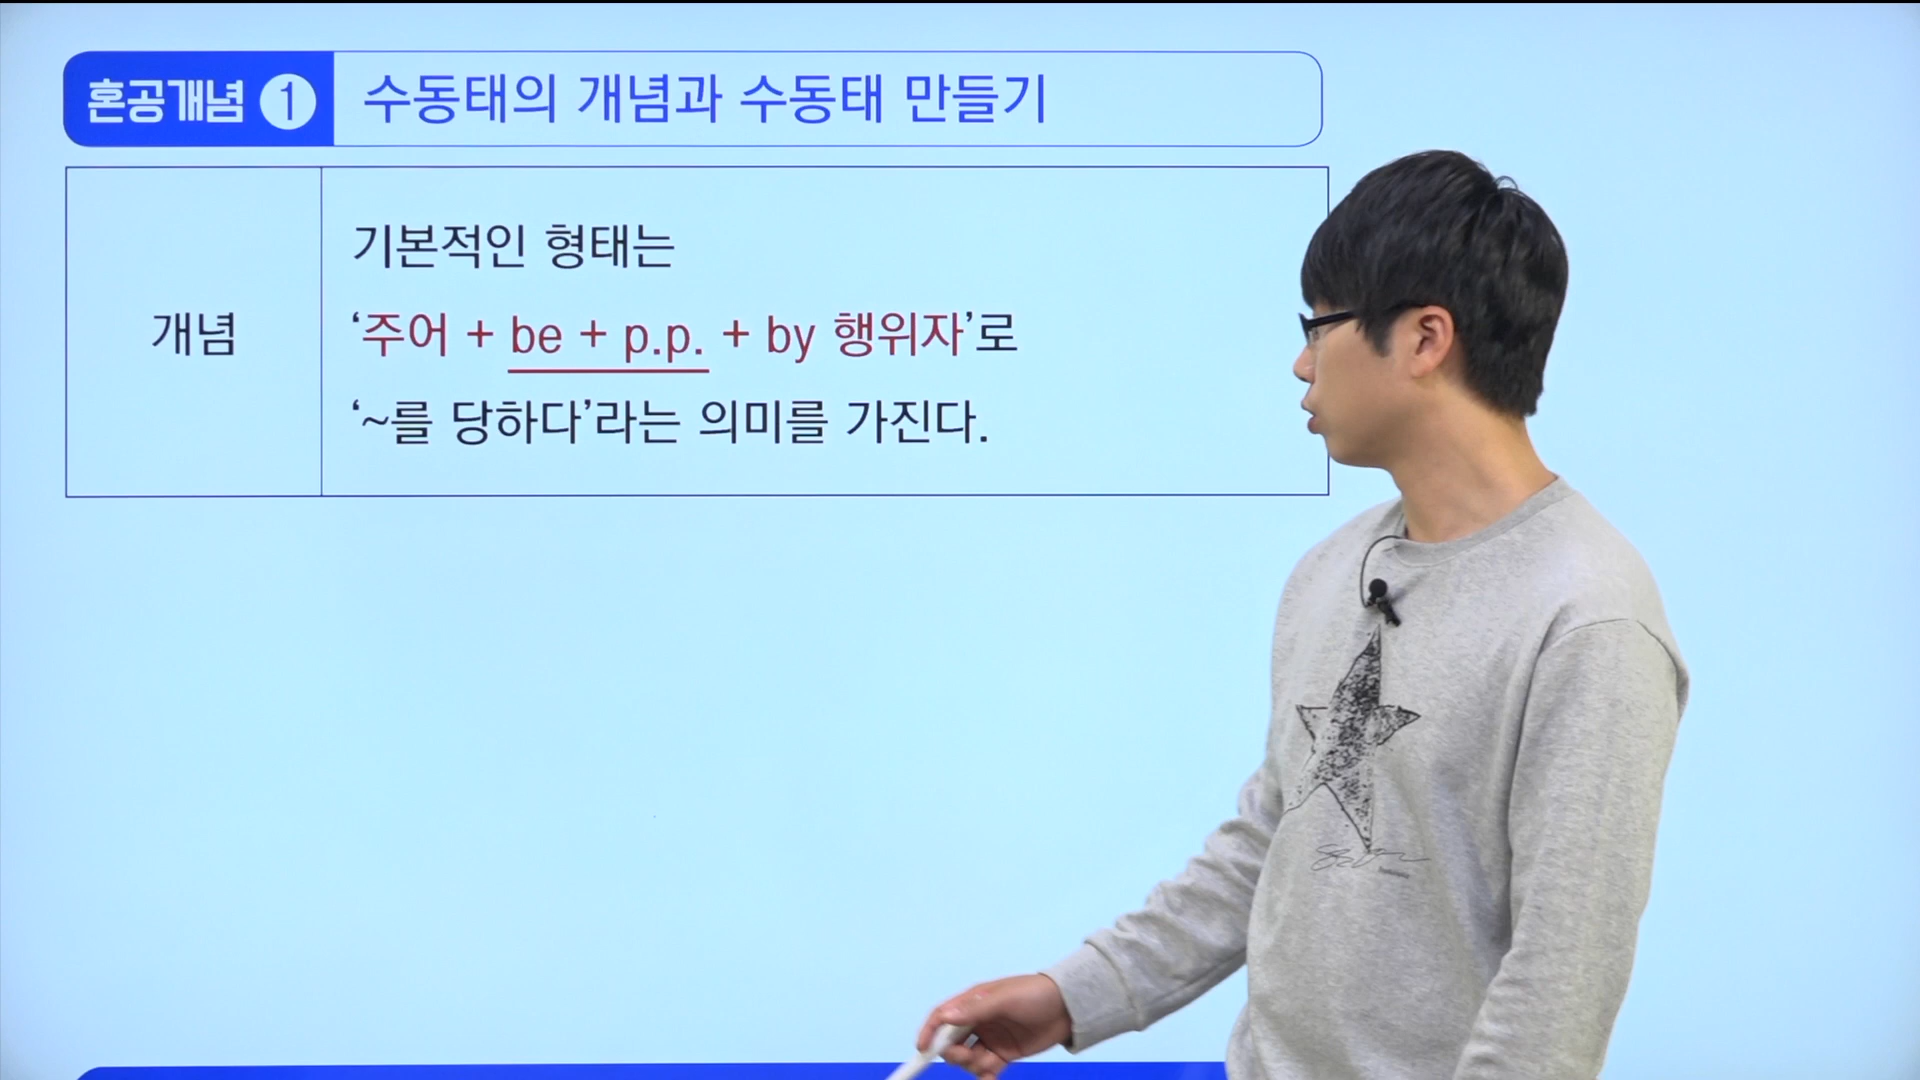 혼공개념 1 수동태의 개념과 수동태 만들기
개념
기본적인 형태는
‘주어 + be + p.p. + by 행위자’로
‘~를 당하다’라는 의미를 가진다.